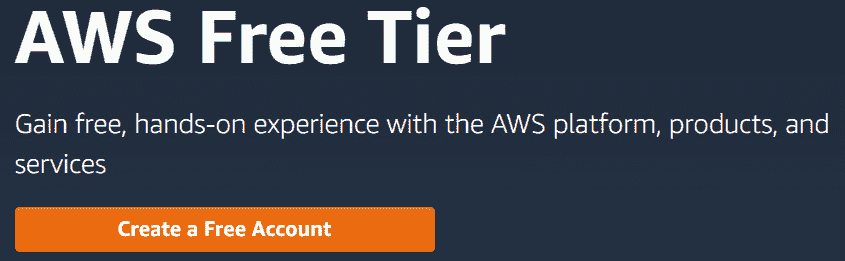 AWS Free Tier
Gain free, hands-on experience with the AWS platform, products, and
services
Create a Free Account